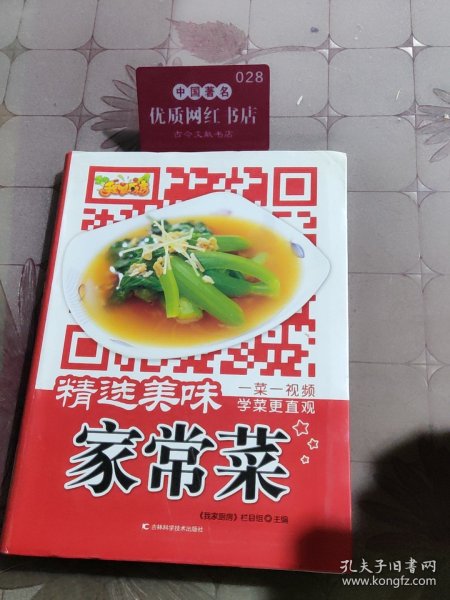 028
中国著名
优质网红书店
古今文献书店
精选美味
一菜一视频
学菜更直观
家常菜
《我家厨房》栏目组 主编
吉林科学技术出版社
孔夫子旧书网
www.kongfz.com